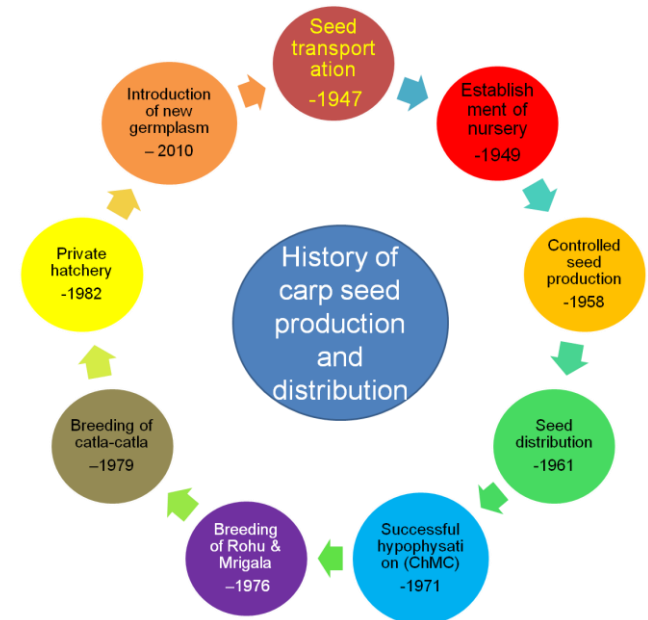 Seed
transport
ation
-1947
Establish
ment of
nursery
-1949
Controlled
seed
production
-1958
Seed
distribution
-1961
Successful
hypophysati
on (ChMC)
-1971
Breeding
of Rohu &
Mrigala
–1976
Breeding of
catla-catla
–1979
Private
hatchery
-1982
Introduction
of new
germplasm
– 2010
History of
carp seed
production
and
distribution